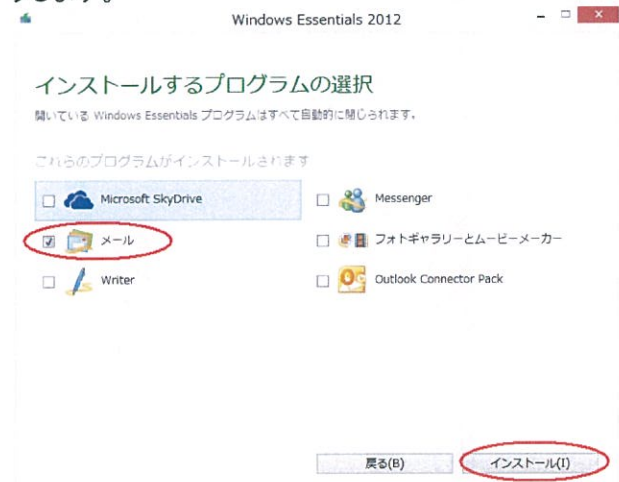 します。
Windows Essentials 2012
インストールするプログラムの選択
開いている Windows Essentials プログラムはすべて自動的に閉じられます。
これらのプログラムがインストールされます
Microsoft SkyDrive
Messenger
メール
フォトギャラリーとムービーメーカー
Writer
Outlook Connector Pack
戻る(B)
インストール(I)